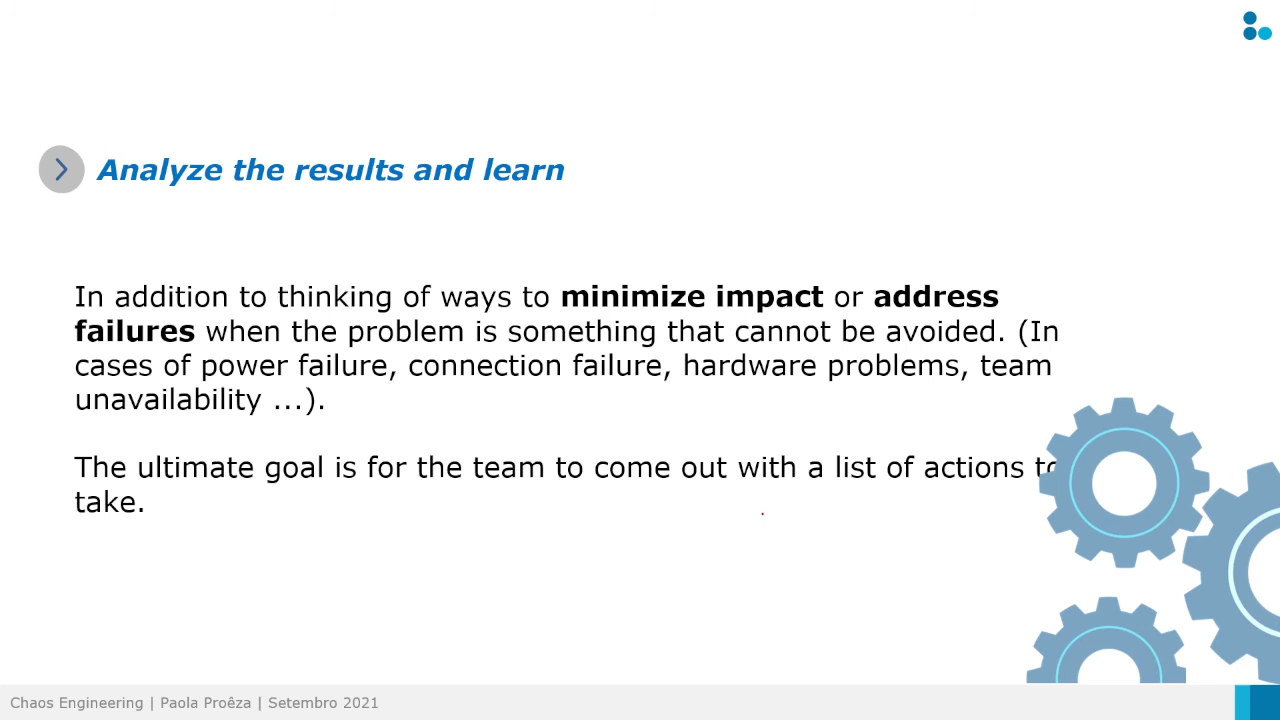 Analyze the results and learn
In addition to thinking of ways to minimize impact or address
failures when the problem is something that cannot be avoided. (In
cases of power failure, connection failure, hardware problems, team
unavailability ...).
The ultimate goal is for the team to come out with a list of actions to
take.
Chaos Engineering | Paola Proêza | Setembro 2021